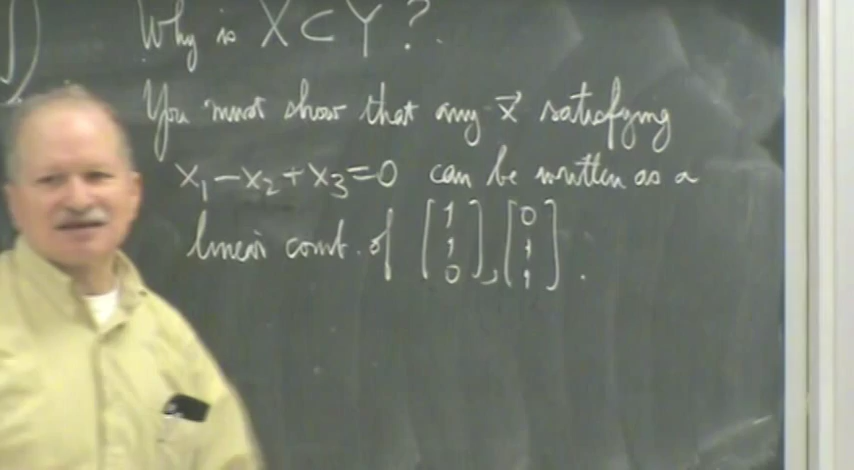 Why is X ⊂ Y ?
You must show that any x⃗ satisfying
x₁ - x₂ + x₃ = 0 can be written as a
linear comb. of [1 1 0], [0 1 1].